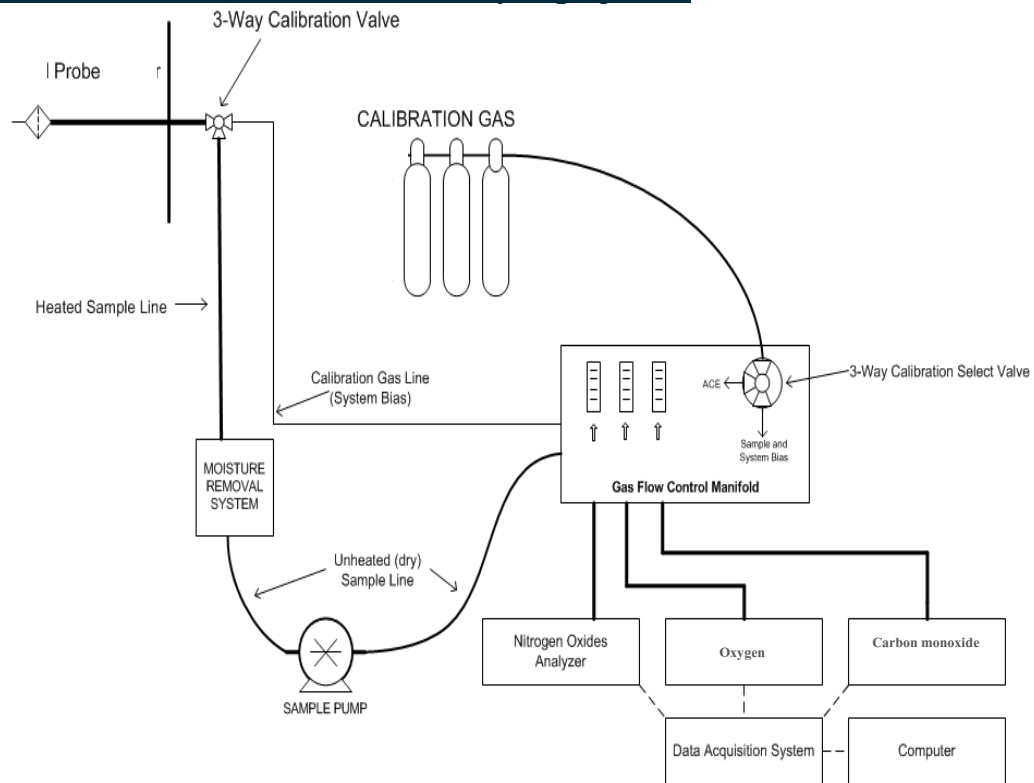 3-Way Calibration Valve
Probe
CALIBRATION GAS
Heated Sample Line
Calibration Gas Line
(System Bias)
ACE
3-Way Calibration Select Valve
Sample and
System Bias
Gas Flow Control Manifold
MOISTURE
REMOVAL
SYSTEM
Unheated (dry)
Sample Line
SAMPLE PUMP
Nitrogen Oxides
Analyzer
Oxygen
Carbon monoxide
Data Acquisition System
Computer